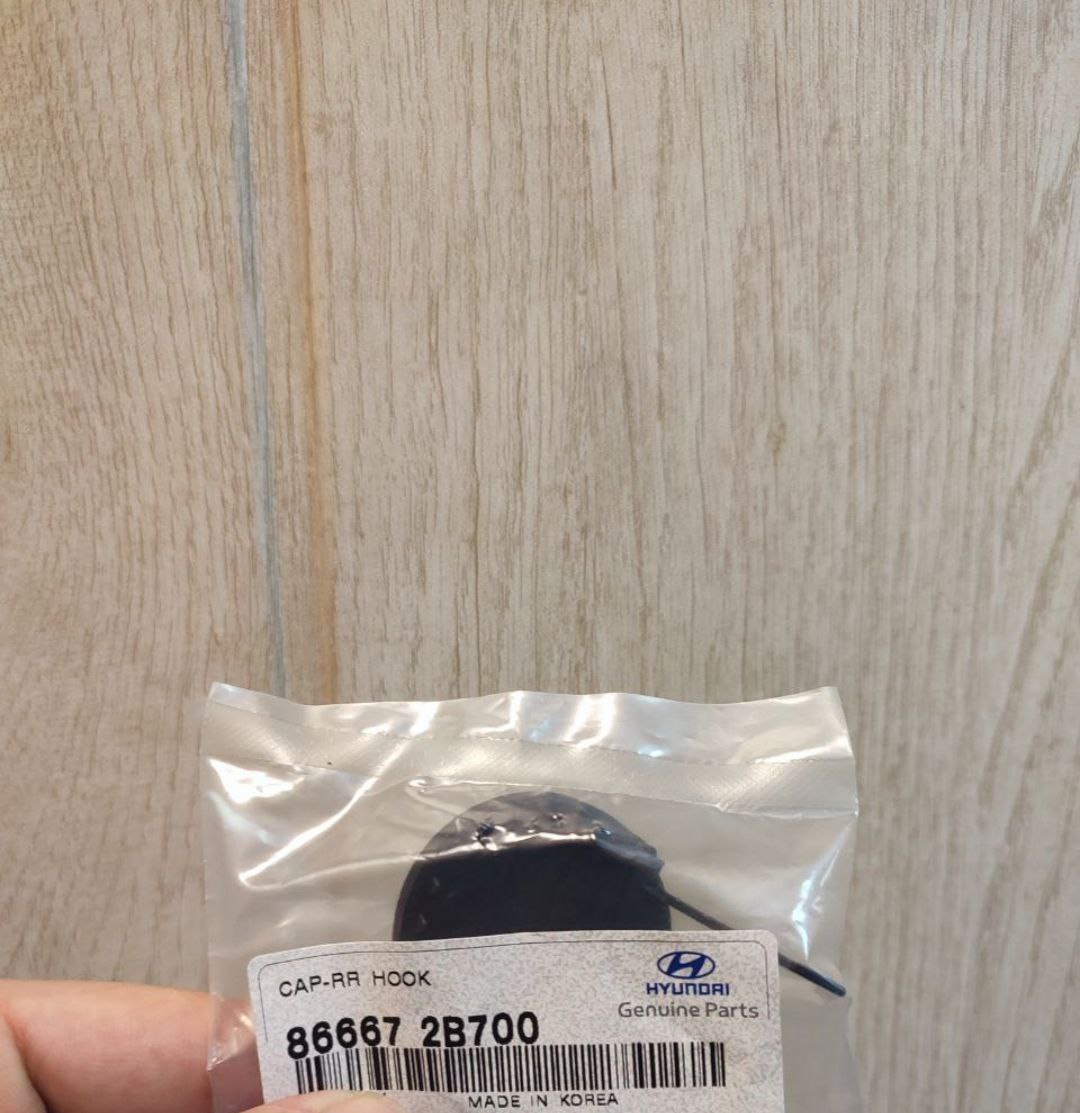 CAP-RR HOOK
HYUNDAI
Genuine Parts
86667 2B700
MADE IN KOREA